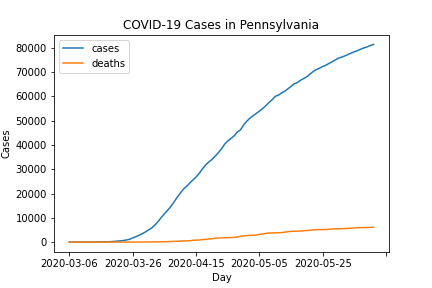 COVID-19 Cases in Pennsylvania
cases
deaths
80000
70000
60000
50000
40000
30000
20000
10000
0
Cases
2020-03-06 2020-03-26 2020-04-15 2020-05-05 2020-05-25
Day